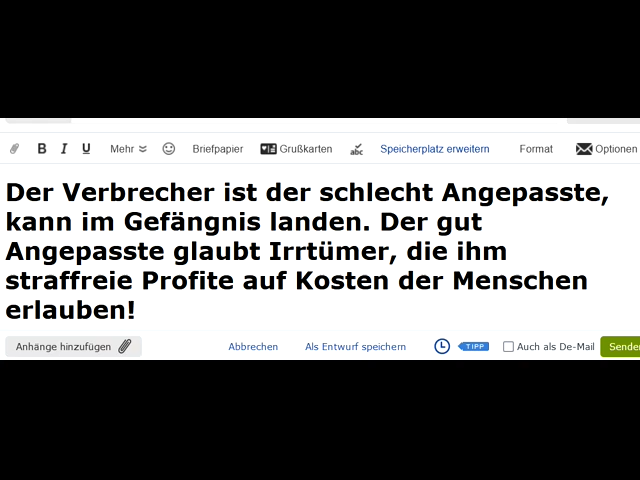 B I U Mehr Briefpapier Grußkarten abc Speicherplatz erweitern Format Optionen
Der Verbrecher ist der schlecht Angepasste,
kann im Gefängnis landen. Der gut
Angepasste glaubt Irrtümer, die ihm
straffreie Profite auf Kosten der Menschen
erlauben!
Anhänge hinzufügen Abbrechen Als Entwurf speichern TIPP Auch als De-Mail Sende